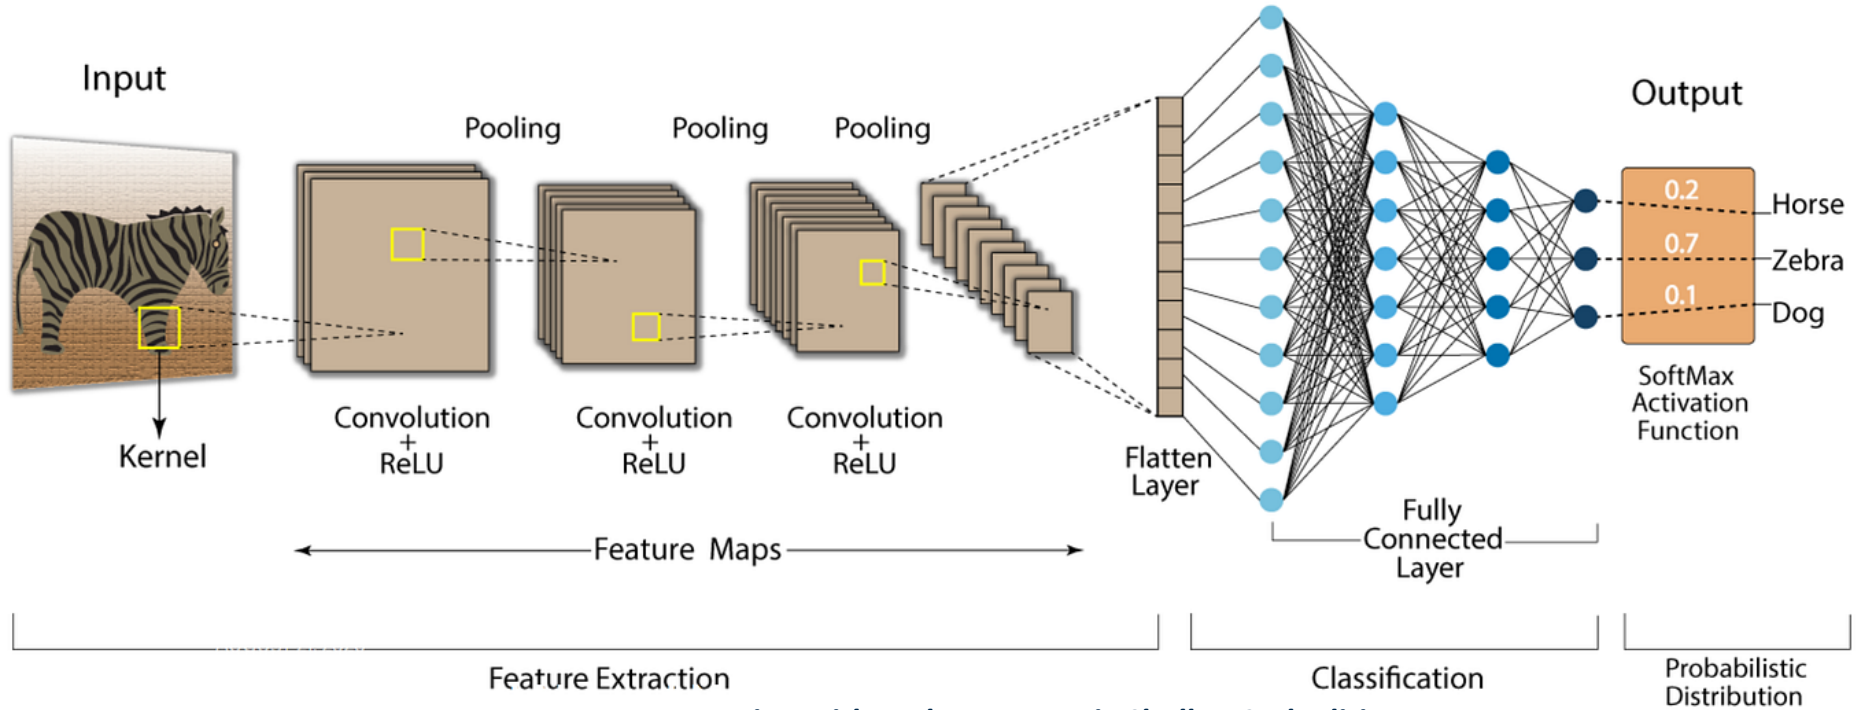 Input
Pooling
Pooling
Pooling
Output
0.2
Horse
0.7
Zebra
0.1
Dog
SoftMax
Activation
Function
Kernel
Convolution
+
ReLU
Convolution
+
ReLU
Convolution
+
ReLU
Flatten
Layer
Feature Maps
Fully
Connected
Layer
Feature Extraction
Classification
Probabilistic
Distribution